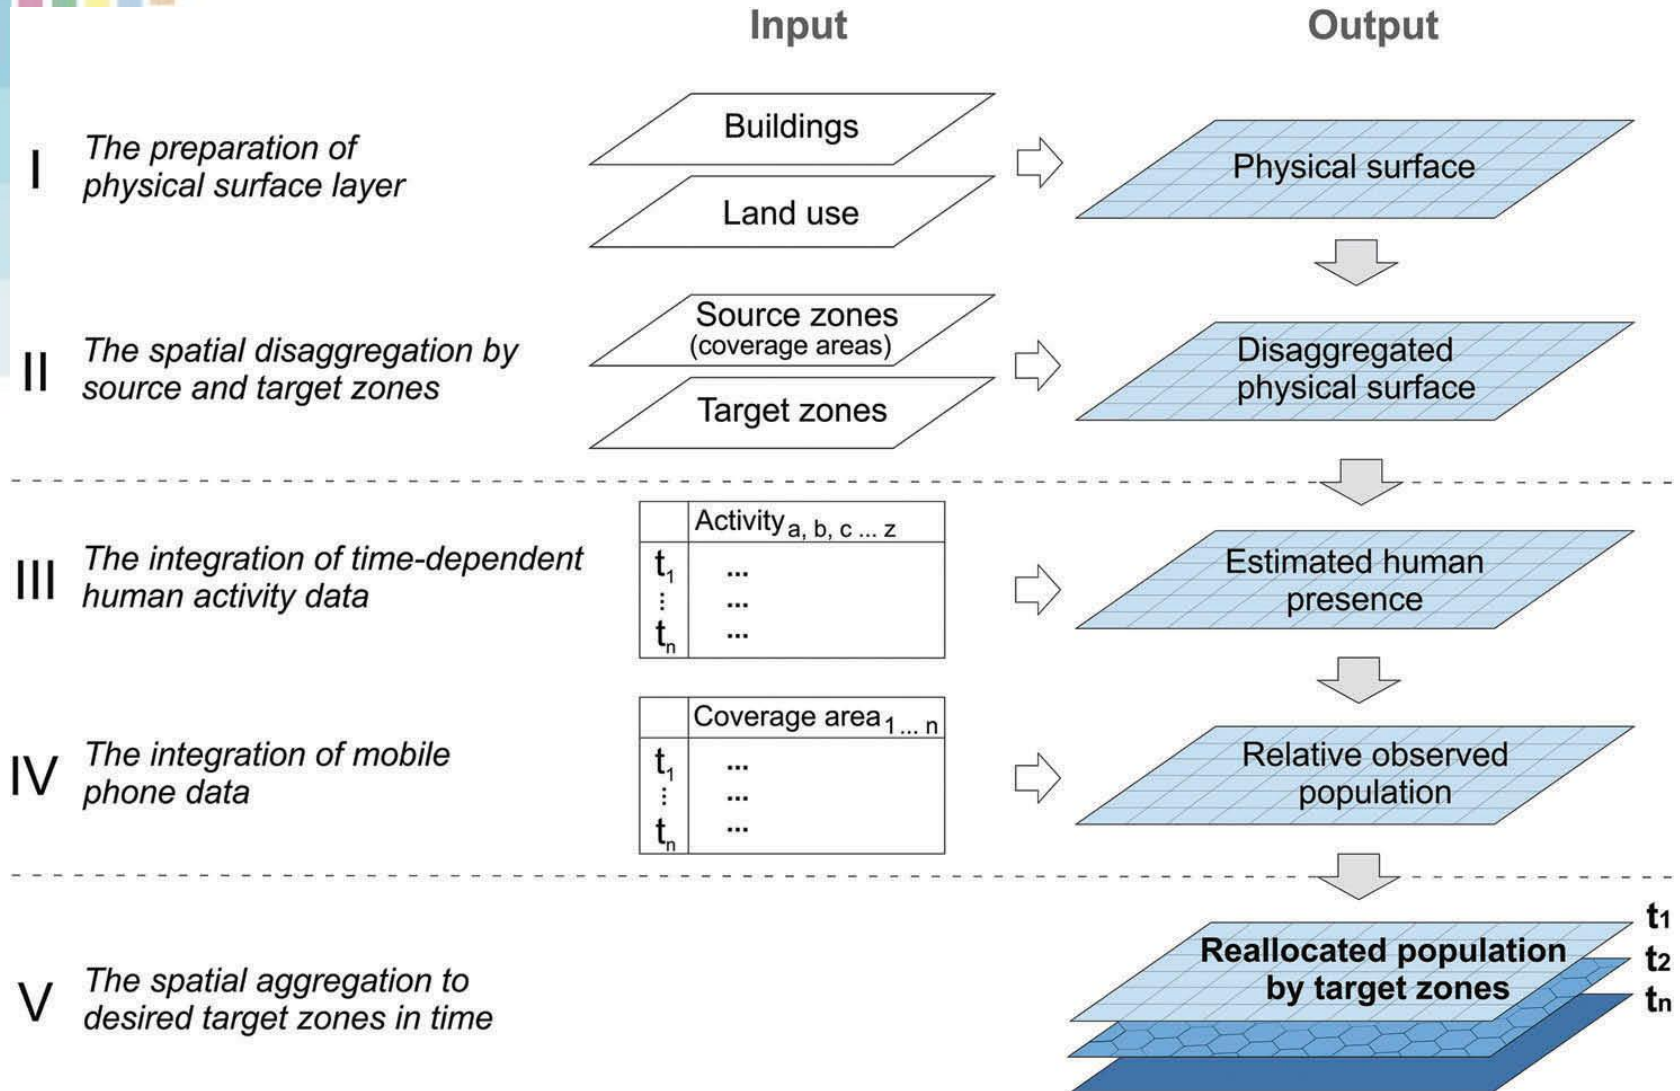 Input
Output
I
The preparation of
physical surface layer
Buildings
Land use
Physical surface
II
The spatial disaggregation by
source and target zones
Source zones
(coverage areas)
Target zones
Disaggregated
physical surface
III
The integration of time-dependent
human activity data
Activity a, b, c ... z
t1 ...
⋮ ...
tn ...
Estimated human
presence
IV
The integration of mobile
phone data
Coverage area 1 ... n
t1 ...
⋮ ...
tn ...
Relative observed
population
V
The spatial aggregation to
desired target zones in time
Reallocated population
by target zones
t1
t2
tn